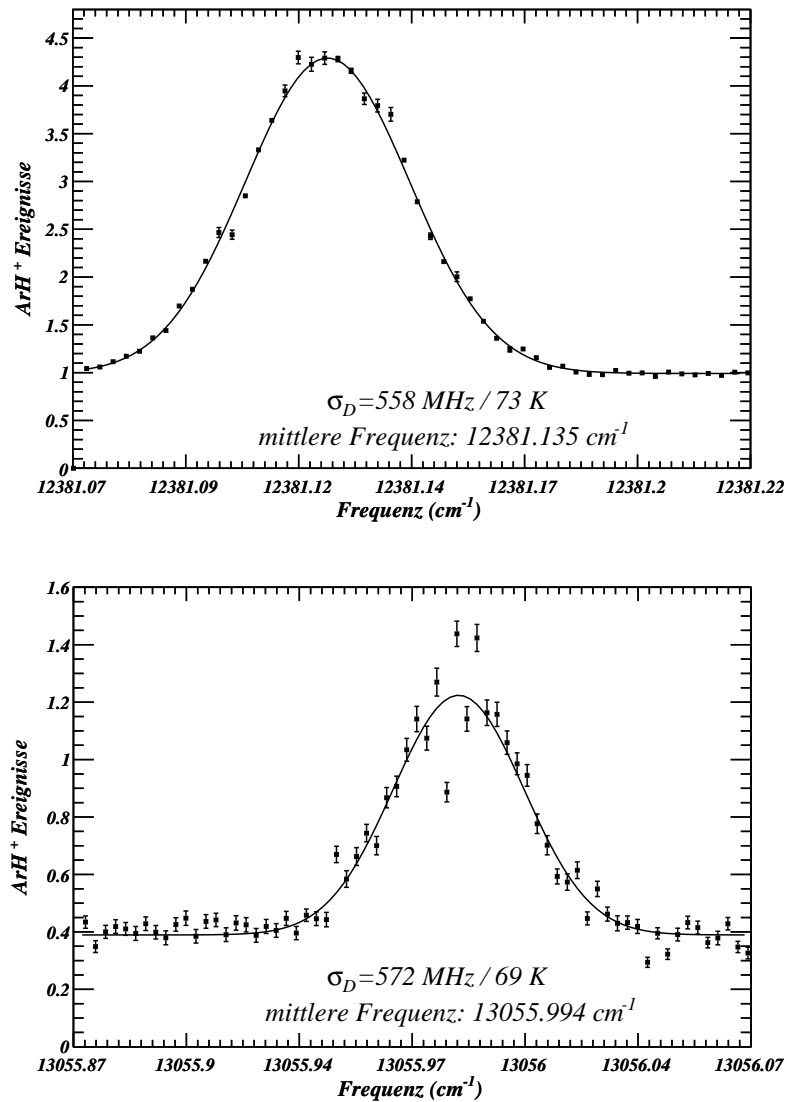 4.5
4
3.5
3
2.5
2
1.5
1
0.5
0
ArH⁺ Ereignisse
σ_D=558 MHz / 73 K
mittlere Frequenz: 12381.135 cm⁻¹
12381.07 12381.09 12381.12 12381.14 12381.17 12381.2 12381.22
Frequenz (cm⁻¹)
1.6
1.4
1.2
1
0.8
0.6
0.4
0.2
0
ArH⁺ Ereignisse
σ_D=572 MHz / 69 K
mittlere Frequenz: 13055.994 cm⁻¹
13055.87 13055.9 13055.94 13055.97 13056 13056.04 13056.07
Frequenz (cm⁻¹)